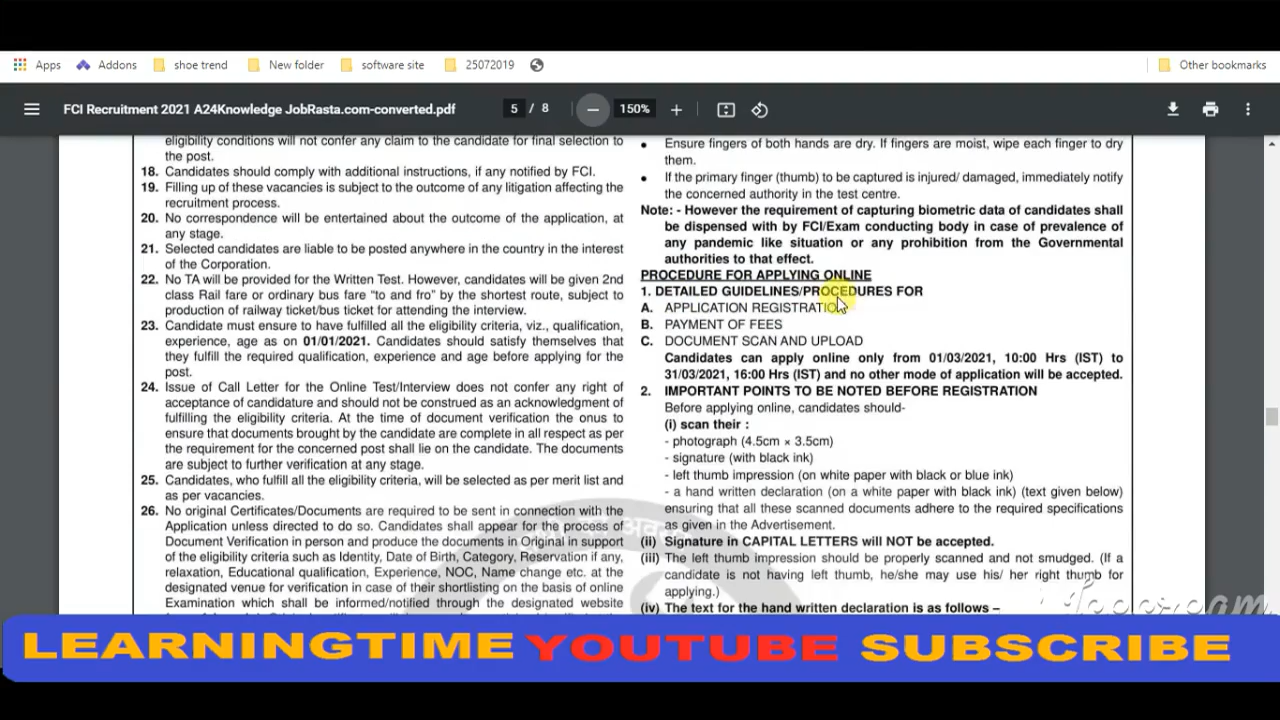 Apps Addons shoe trend New folder software site 25072019 Other bookmarks
FCI Recruitment 2021 A24Knowledge JobRasta.com-converted.pdf 5 / 8 150%
eligibility conditions will not confer any claim to the candidate for final selection to
the post.
18. Candidates should comply with additional instructions, if any notified by FCI.
19. Filling up of these vacancies is subject to the outcome of any litigation affecting the
recruitment process.
20. No correspondence will be entertained about the outcome of the application, at
any stage.
21. Selected candidates are liable to be posted anywhere in the country in the interest
of the Corporation.
22. No TA will be provided for the Written Test. However, candidates will be given 2nd
class Rail fare or ordinary bus fare “to and fro” by the shortest route, subject to
production of railway ticket/bus ticket for attending the interview.
23. Candidate must ensure to have fulfilled all the eligibility criteria, viz., qualification,
experience, age as on 01/01/2021. Candidates should satisfy themselves that
they fulfill the required qualification, experience and age before applying for the
post.
24. Issue of Call Letter for the Online Test/Interview does not confer any right of
acceptance of candidature and should not be construed as an acknowledgment of
fulfilling the eligibility criteria. At the time of document verification the onus to
ensure that documents brought by the candidate are complete in all respect as per
the requirement for the concerned post shall lie on the candidate. The documents
are subject to further verification at any stage.
25. Candidates, who fulfill all the eligibility criteria, will be selected as per merit list and
as per vacancies.
26. No original Certificates/Documents are required to be sent in connection with the
Application unless directed to do so. Candidates shall appear for the process of
Document Verification in person and produce the documents in Original in support
of the eligibility criteria such as Identity, Date of Birth, Category, Reservation if any,
relaxation, Educational qualification, Experience, NOC, Name change etc. at the
designated venue for verification in case of their shortlisting on the basis of online
Examination which shall be informed/notified through the designated website
• Ensure fingers of both hands are dry. If fingers are moist, wipe each finger to dry
them.
• If the primary finger (thumb) to be captured is injured/ damaged, immediately notify
the concerned authority in the test centre.
Note: - However the requirement of capturing biometric data of candidates shall
be dispensed with by FCI/Exam conducting body in case of prevalence of
any pandemic like situation or any prohibition from the Governmental
authorities to that effect.
PROCEDURE FOR APPLYING ONLINE
1. DETAILED GUIDELINES/PROCEDURES FOR
A. APPLICATION REGISTRATION
B. PAYMENT OF FEES
C. DOCUMENT SCAN AND UPLOAD
Candidates can apply online only from 01/03/2021, 10:00 Hrs (IST) to
31/03/2021, 16:00 Hrs (IST) and no other mode of application will be accepted.
2. IMPORTANT POINTS TO BE NOTED BEFORE REGISTRATION
Before applying online, candidates should-
(i) scan their :
- photograph (4.5cm × 3.5cm)
- signature (with black ink)
- left thumb impression (on white paper with black or blue ink)
- a hand written declaration (on a white paper with black ink) (text given below)
ensuring that all these scanned documents adhere to the required specifications
as given in the Advertisement.
(ii) Signature in CAPITAL LETTERS will NOT be accepted.
(iii) The left thumb impression should be properly scanned and not smudged. (If a
candidate is not having left thumb, he/she may use his/ her right thumb for
applying.)
(iv) The text for the hand written declaration is as follows –
LEARNINGTIME YOUTUBE SUBSCRIBE